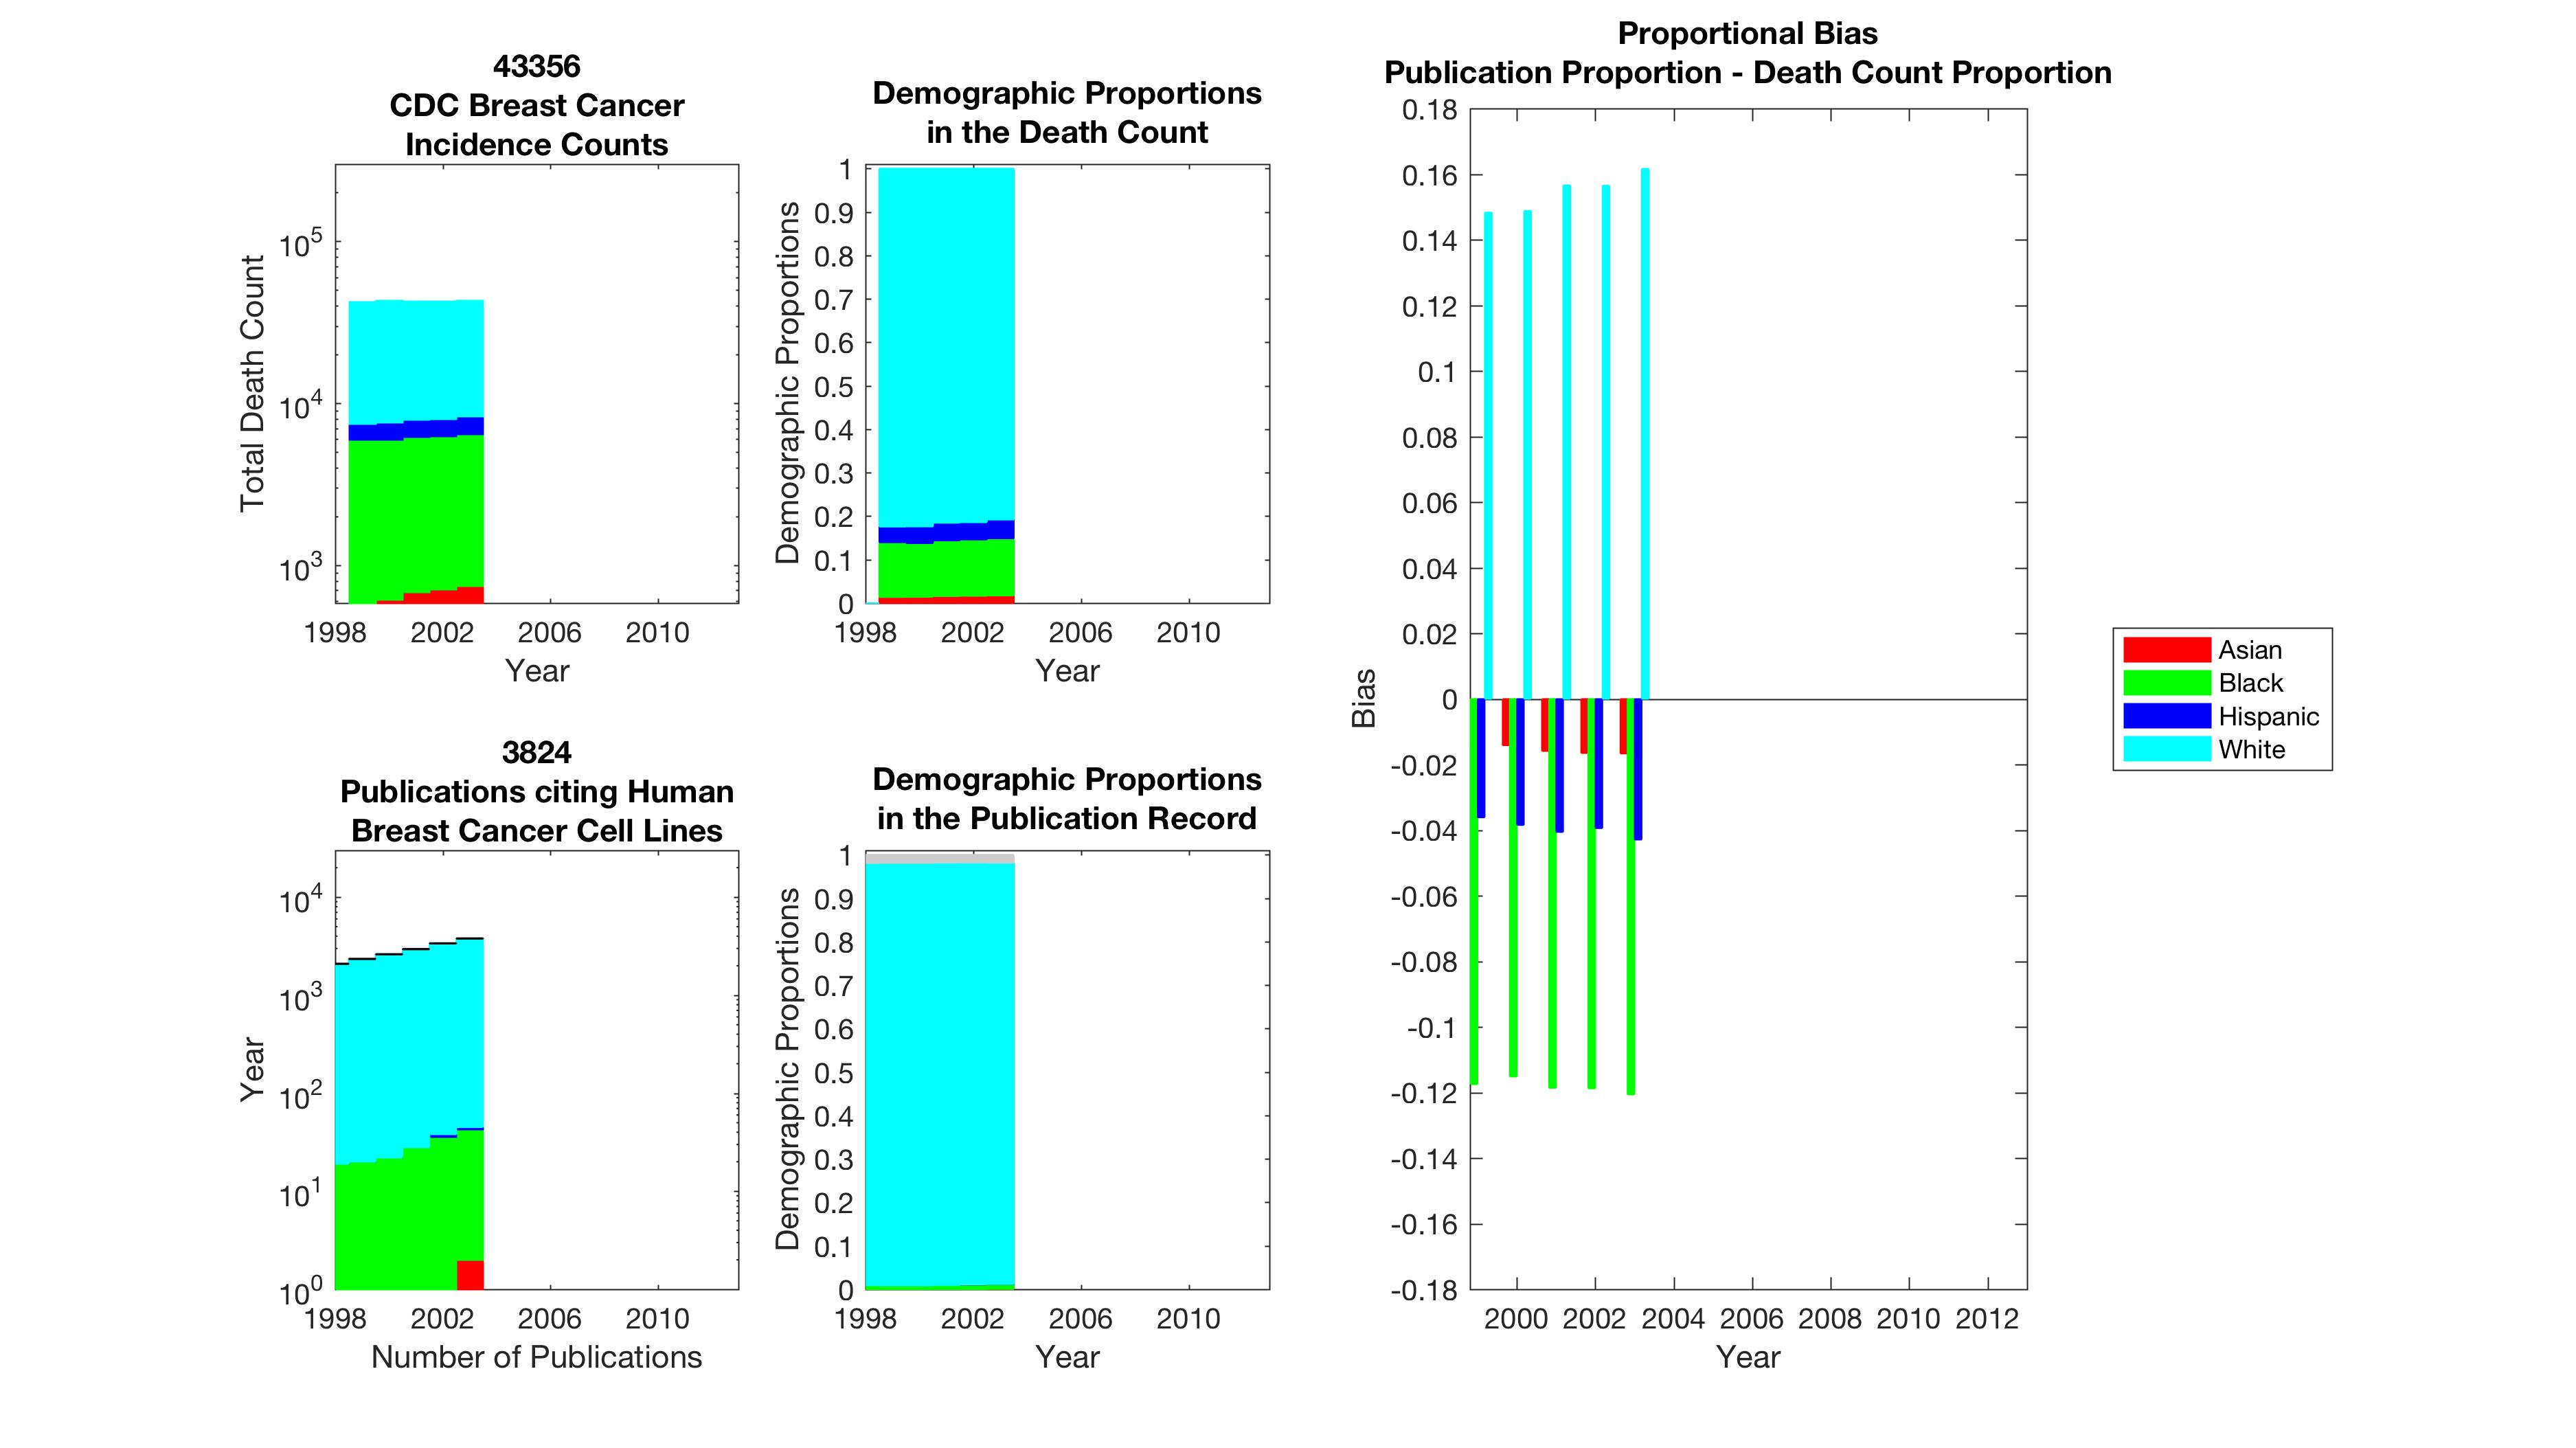 43356
CDC Breast Cancer
Incidence Counts
Total Death Count
10^5
10^4
10^3
1998 2002 2006 2010
Year
Demographic Proportions
in the Death Count
Demographic Proportions
1
0.9
0.8
0.7
0.6
0.5
0.4
0.3
0.2
0.1
0
1998 2002 2006 2010
Year
3824
Publications citing Human
Breast Cancer Cell Lines
Year
10^4
10^3
10^2
10^1
10^0
1998 2002 2006 2010
Number of Publications
Demographic Proportions
in the Publication Record
Demographic Proportions
1
0.9
0.8
0.7
0.6
0.5
0.4
0.3
0.2
0.1
0
1998 2002 2006 2010
Year
Proportional Bias
Publication Proportion - Death Count Proportion
Bias
0.18
0.16
0.14
0.12
0.1
0.08
0.06
0.04
0.02
0
-0.02
-0.04
-0.06
-0.08
-0.1
-0.12
-0.14
-0.16
-0.18
2000 2002 2004 2006 2008 2010 2012
Year
Asian
Black
Hispanic
White